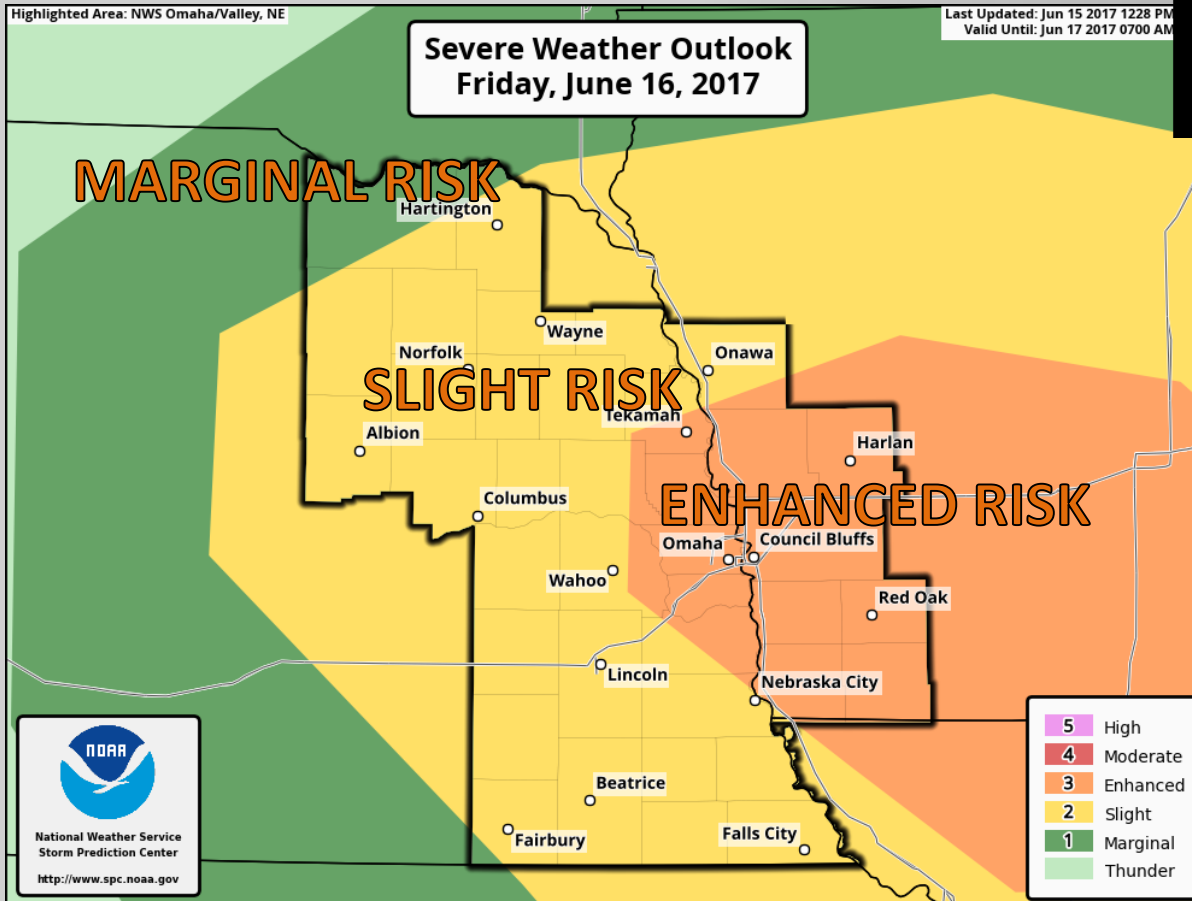 Highlighted Area: NWS Omaha/Valley, NE
Last Updated: Jun 15 2017 1228 PM
Valid Until: Jun 17 2017 0700 AM
Severe Weather Outlook
Friday, June 16, 2017
MARGINAL RISK
Hartington
Wayne
Norfolk
Onawa
SLIGHT RISK
Tekamah
Albion
Harlan
Columbus
ENHANCED RISK
Omaha
Council Bluffs
Wahoo
Red Oak
Lincoln
Nebraska City
Beatrice
Fairbury
Falls City
NOAA
National Weather Service
Storm Prediction Center
http://www.spc.noaa.gov
5 High
4 Moderate
3 Enhanced
2 Slight
1 Marginal
Thunder